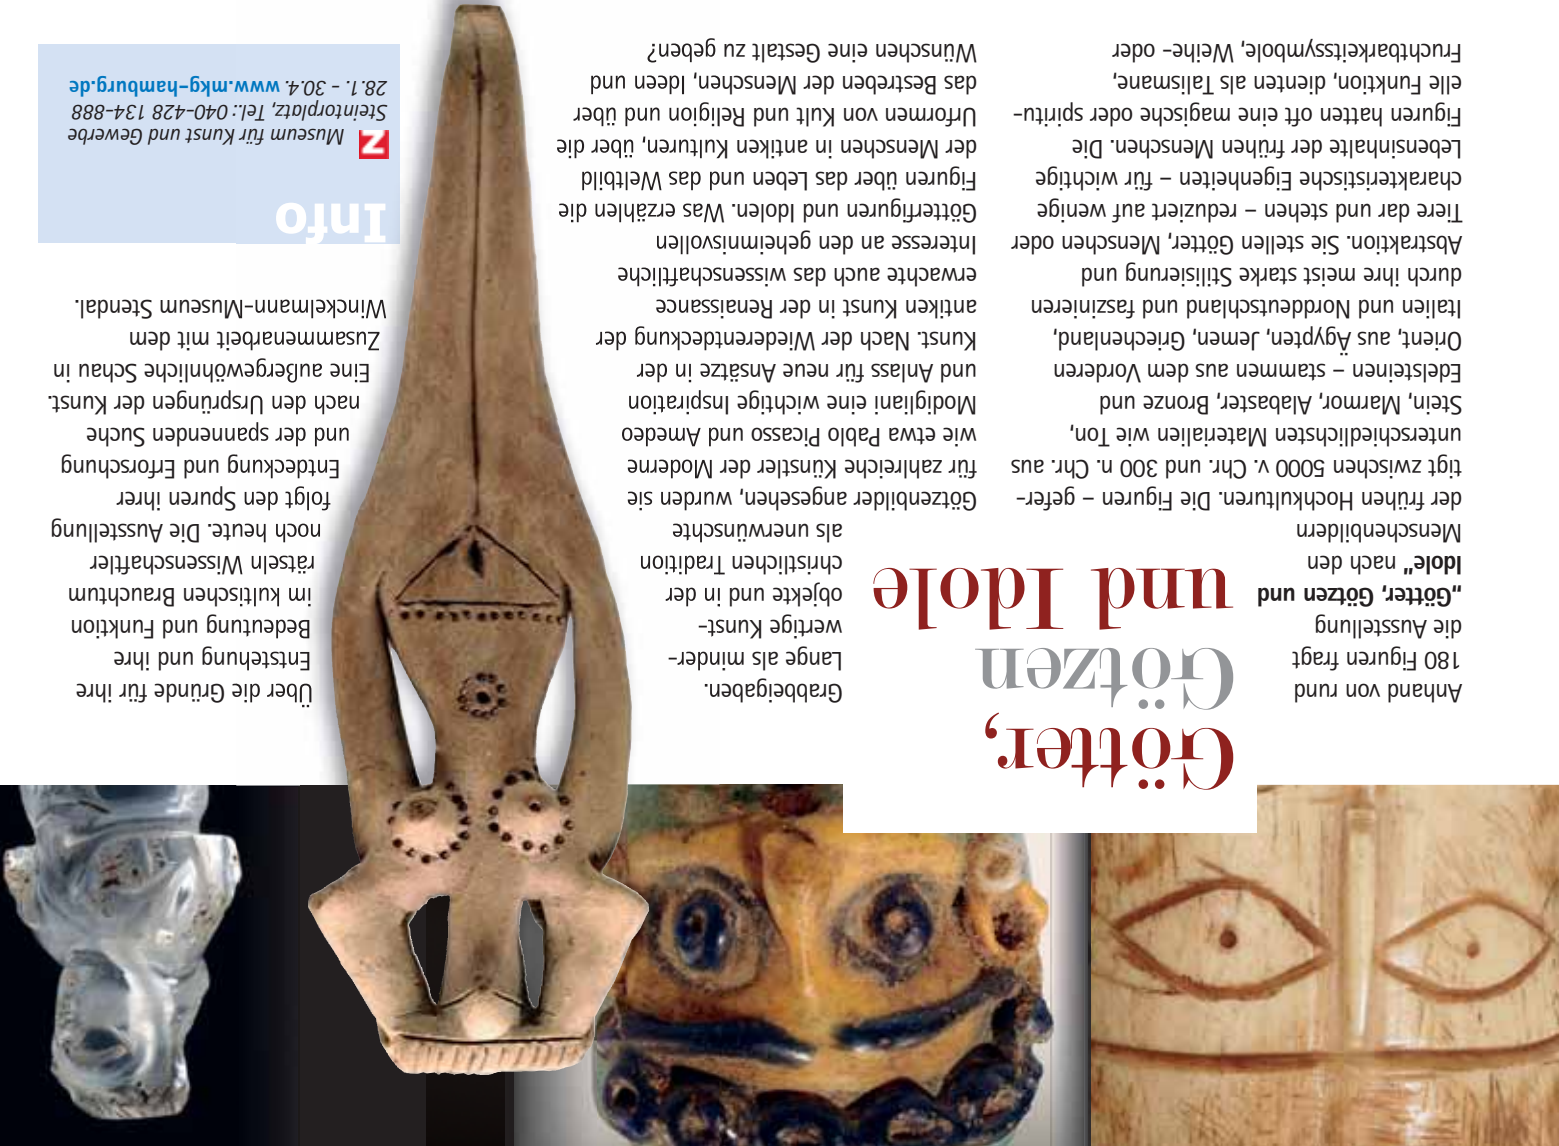 Götter,
Götzen
und Idole
Anhand von rund
180 Figuren fragt
die Ausstellung
„Götter, Götzen und
Idole“ nach den
Menschenbildern
der frühen Hochkulturen. Die Figuren – gefer-
tigt zwischen 5000 v. Chr. und 300 n. Chr. aus
unterschiedlichsten Materialien wie Ton,
Stein, Marmor, Alabaster, Bronze und
Edelsteinen – stammen aus dem Vorderen
Orient, aus Ägypten, Jemen, Griechenland,
Italien und Norddeutschland und faszinieren
durch ihre meist starke Stilisierung und
Abstraktion. Sie stellen Götter, Menschen oder
Tiere dar und stehen – reduziert auf wenige
charakteristische Eigenheiten – für wichtige
Lebensinhalte der frühen Menschen. Die
Figuren hatten oft eine magische oder spiritu-
elle Funktion, dienten als Talismane,
Fruchtbarkeitssymbole, Weihe- oder
Grabbeigaben.
Lange als minder-
wertige Kunst-
objekte und in der
christlichen Tradition
als unerwünschte
Götzenbilder angesehen, wurden sie
für zahlreiche Künstler der Moderne
wie etwa Pablo Picasso und Amedeo
Modigliani eine wichtige Inspiration
und Anlass für neue Ansätze in der
Kunst. Nach der Wiederentdeckung der
antiken Kunst in der Renaissance
erwachte auch das wissenschaftliche
Interesse an den geheimnisvollen
Götterfiguren und Idolen. Was erzählen die
Figuren über das Leben und das Weltbild
der Menschen in antiken Kulturen, über die
Urformen von Kult und Religion und über
das Bestreben der Menschen, Ideen und
Wünschen eine Gestalt zu geben?
Über die Gründe für ihre
Entstehung und ihre
Bedeutung und Funktion
im kultischen Brauchtum
rätseln Wissenschaftler
noch heute. Die Ausstellung
folgt den Spuren ihrer
Entdeckung und Erforschung
und der spannenden Suche
nach den Ursprüngen der Kunst.
Eine außergewöhnliche Schau in
Zusammenarbeit mit dem
Winckelmann-Museum Stendal.
Info
Z Museum für Kunst und Gewerbe
Steintorplatz, Tel.: 040-428 134-888
28.1. - 30.4. www.mkg-hamburg.de